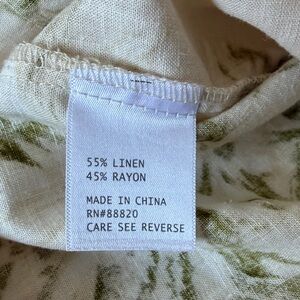 55% LINEN
45% RAYON
MADE IN CHINA
RN#88820
CARE SEE REVERSE